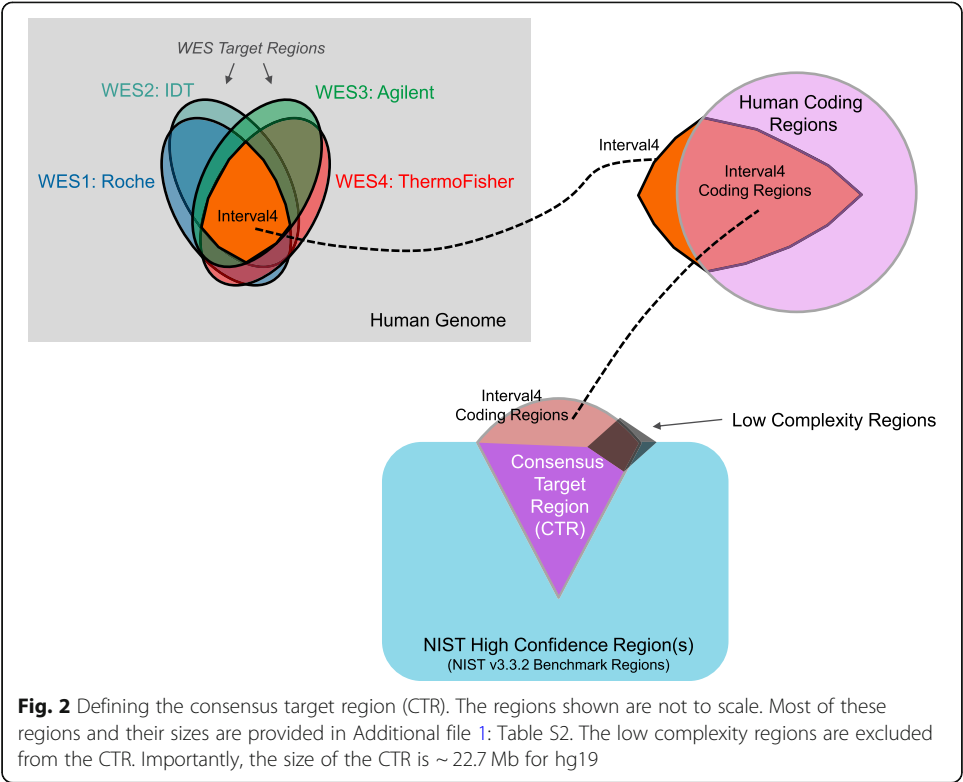 WES Target Regions
WES2: IDT
WES3: Agilent
WES1: Roche
WES4: ThermoFisher
Interval4
Human Genome
Human Coding
Regions
Interval4
Interval4
Coding Regions
Interval4
Coding Regions
Low Complexity Regions
Consensus
Target
Region
(CTR)
NIST High Confidence Region(s)
(NIST v3.3.2 Benchmark Regions)
Fig. 2 Defining the consensus target region (CTR). The regions shown are not to scale. Most of these
regions and their sizes are provided in Additional file 1: Table S2. The low complexity regions are excluded
from the CTR. Importantly, the size of the CTR is ~ 22.7 Mb for hg19